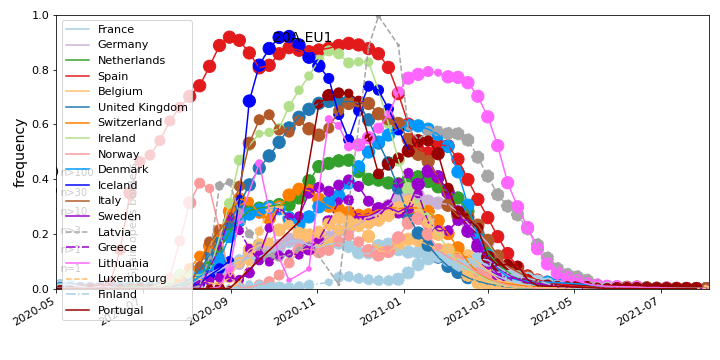 20A.EU1
frequency
1.0
0.8
0.6
0.4
0.2
0.0
France
Germany
Netherlands
Spain
Belgium
United Kingdom
Switzerland
Ireland
Norway
Denmark
Iceland
Italy
Sweden
Latvia
Greece
Lithuania
Luxembourg
Finland
Portugal
n>100
n>30
n>10
n>3
n>1
n=1
2020-05
2020-09
2020-11
2021-01
2021-03
2021-05
2021-07